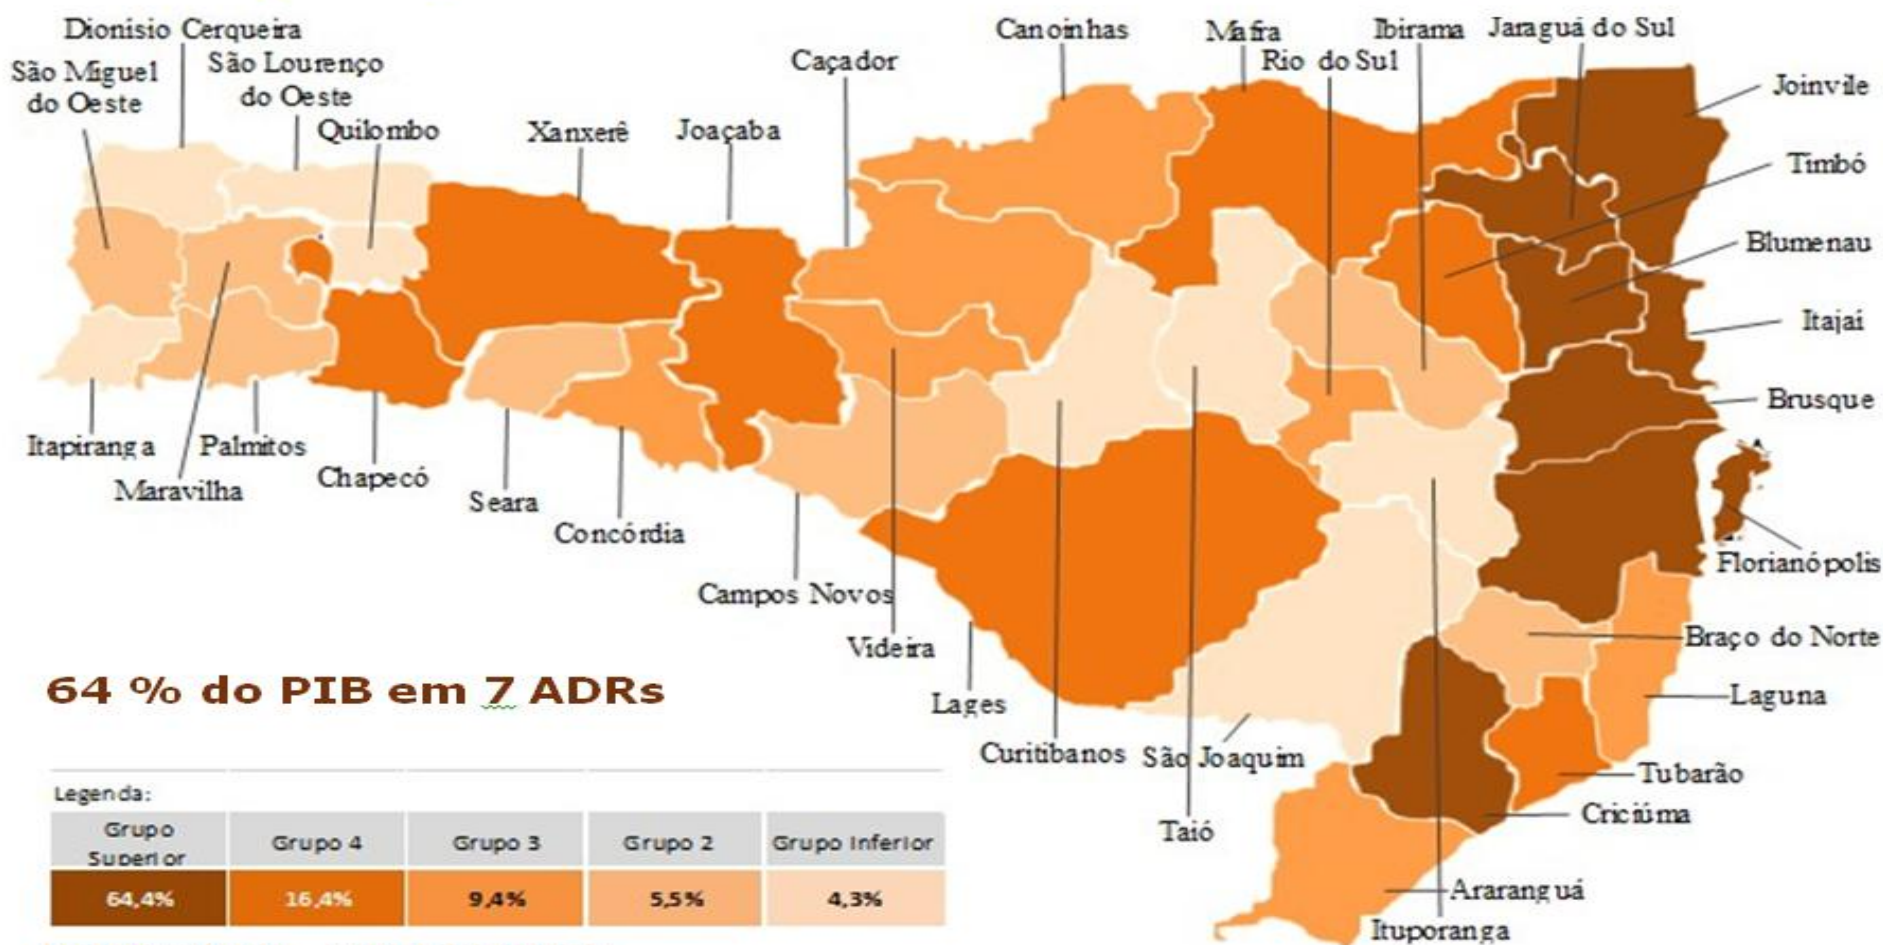 Dionisio Cerqueira
São Miguel
do Oeste
São Lourenço
do Oeste
Quilombo
Xanxerê
Joaçaba
Caçador
Canoinhas
Mafra
Rio do Sul
Ibirama
Jaraguá do Sul
Joinvile
Timbó
Blumenau
Itajaí
Brusque
Florianópolis
Braço do Norte
Laguna
Tubarão
Criciúma
Araranguá
Ituporanga
Taió
São Joaquim
Curitibanos
Lages
Videira
Campos Novos
Concórdia
Seara
Chapecó
Palmitos
Maravilha
Itapiranga
64 % do PIB em 7 ADRs
Legenda:
Grupo
Superior
Grupo 4
Grupo 3
Grupo 2
Grupo Inferior
64,4%
16,4%
9,4%
5,5%
4,3%